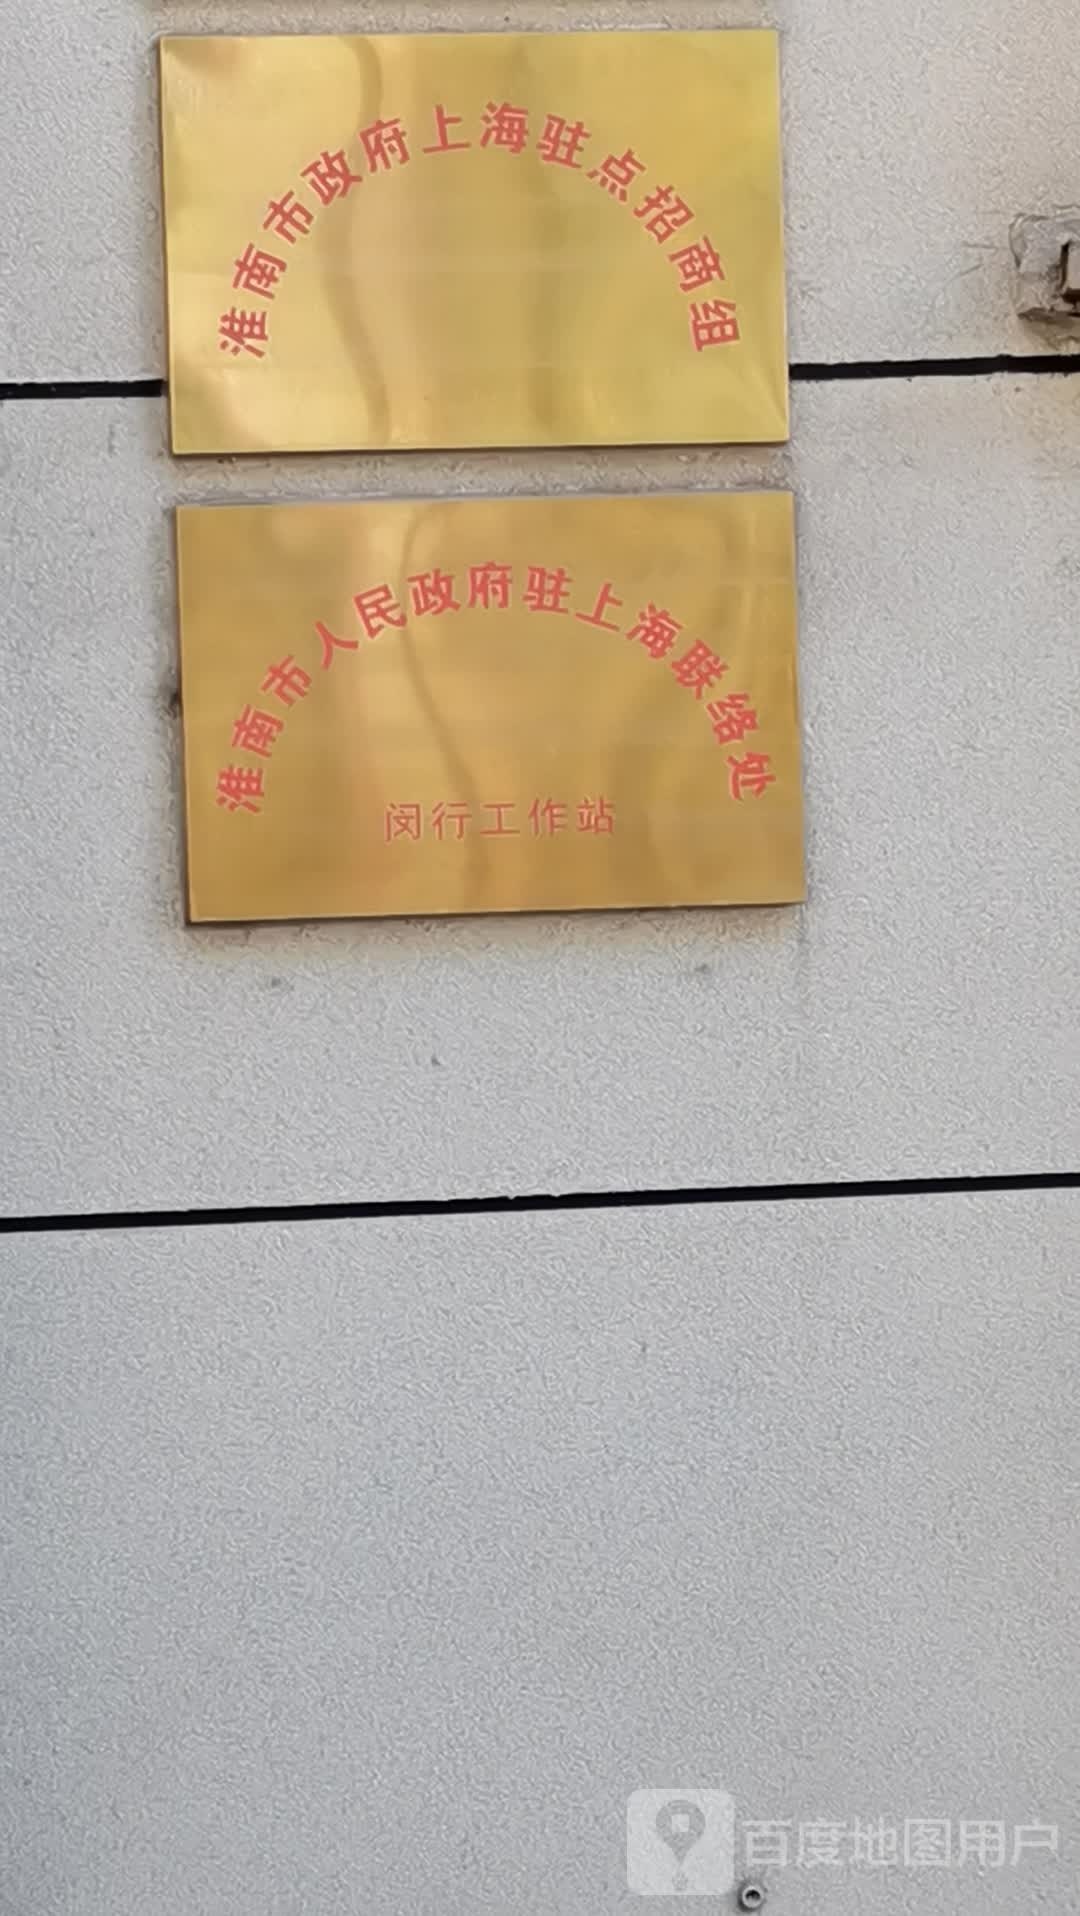 淮南市政府上海驻点招商组
淮南市人民政府驻上海联络处
闵行工作站
百度地图用户